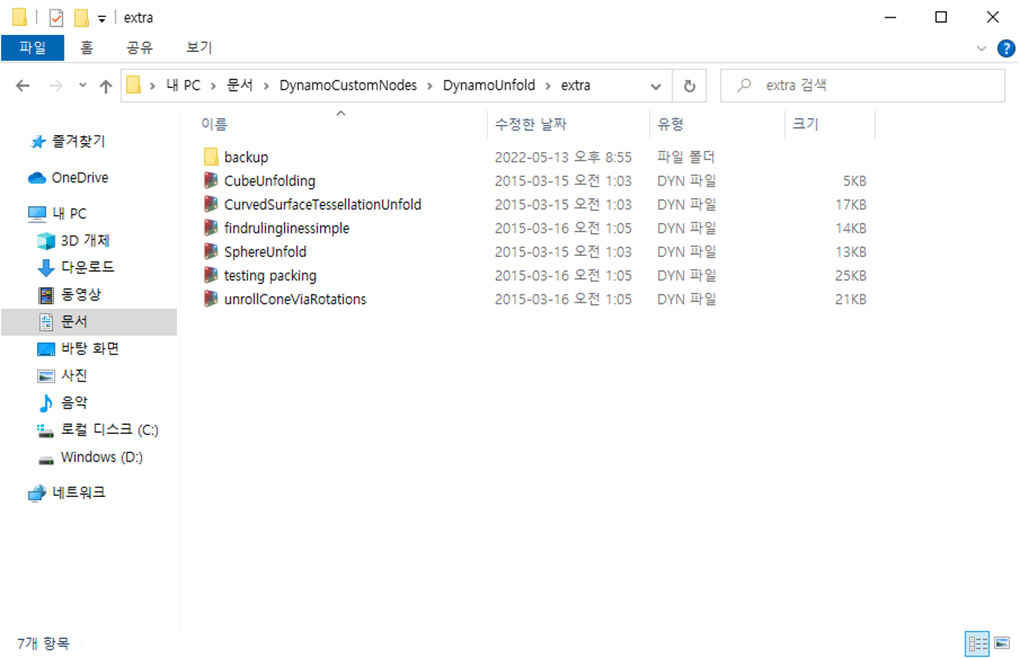 extra
파일 홈 공유 보기
내 PC > 문서 > DynamoCustomNodes > DynamoUnfold > extra
extra 검색
즐겨찾기
OneDrive
내 PC
3D 개체
다운로드
동영상
문서
바탕 화면
사진
음악
로컬 디스크 (C:)
Windows (D:)
네트워크
이름 수정한 날짜 유형 크기
backup 2022-05-13 오후 8:55 파일 폴더
CubeUnfolding 2015-03-15 오전 1:03 DYN 파일 5KB
CurvedSurfaceTessellationUnfold 2015-03-15 오전 1:03 DYN 파일 17KB
findrulinglinessimple 2015-03-16 오전 1:05 DYN 파일 14KB
SphereUnfold 2015-03-15 오전 1:03 DYN 파일 13KB
testing packing 2015-03-16 오전 1:05 DYN 파일 25KB
unrollConeViaRotations 2015-03-16 오전 1:05 DYN 파일 21KB
7개 항목